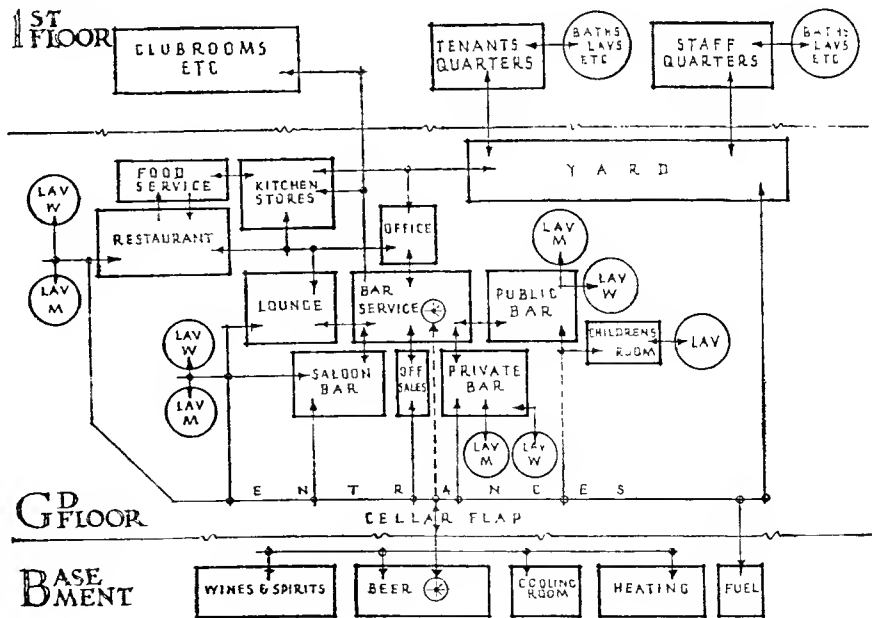 1ST FLOOR
CLUBROOMS
ETC
TENANTS
QUARTERS
BATHS
LAVS
ETC
STAFF
QUARTERS
BATHS
LAVS
ETC
FOOD
SERVICE
KITCHEN
STORES
YARD
LAV
W
RESTAURANT
OFFICE
LAV
M
LAV
M
LAV
W
LOUNGE
BAR
SERVICE
PUBLIC
BAR
CHILDRENS
ROOM
LAV
LAV
W
LAV
M
SALOON
BAR
OFF
SALES
PRIVATE
BAR
LAV
M
LAV
W
ENTRANCES
GD FLOOR
CELLAR FLAP
BASEMENT
WINES & SPIRITS
BEER
COOLING
ROOM
HEATING
FUEL